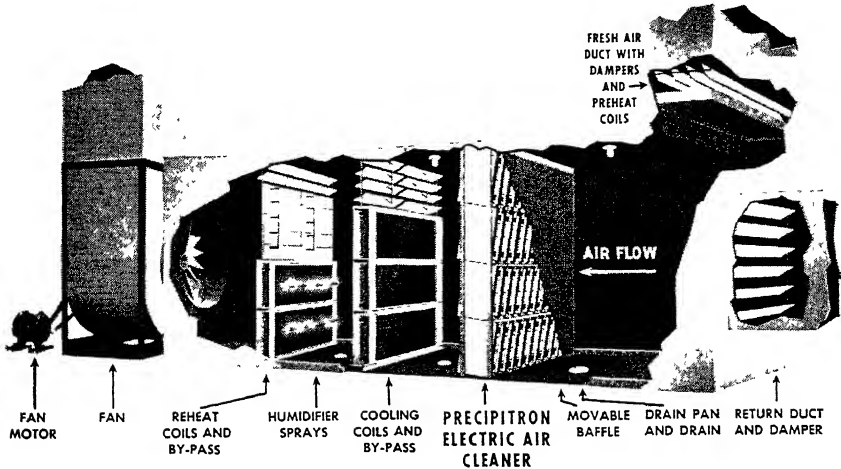 FRESH AIR
DUCT WITH
DAMPERS
AND
PREHEAT
COILS
AIR FLOW
FAN
MOTOR
FAN
REHEAT
COILS AND
BY-PASS
HUMIDIFIER
SPRAYS
COOLING
COILS AND
BY-PASS
PRECIPITRON
ELECTRIC AIR
CLEANER
MOVABLE
BAFFLE
DRAIN PAN
AND DRAIN
RETURN DUCT
AND DAMPER